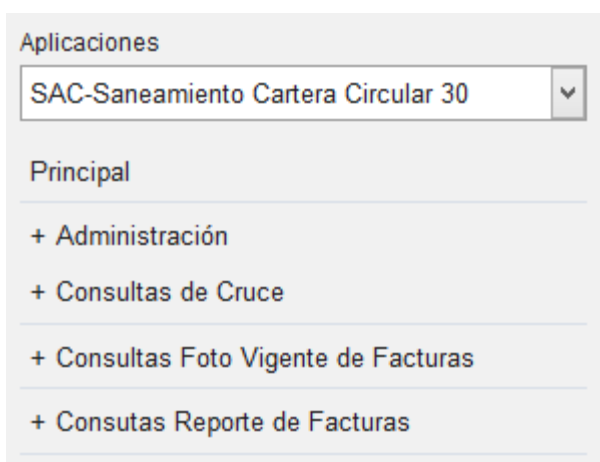 Aplicaciones
SAC-Saneamiento Cartera Circular 30
Principal
+ Administración
+ Consultas de Cruce
+ Consultas Foto Vigente de Facturas
+ Consutas Reporte de Facturas